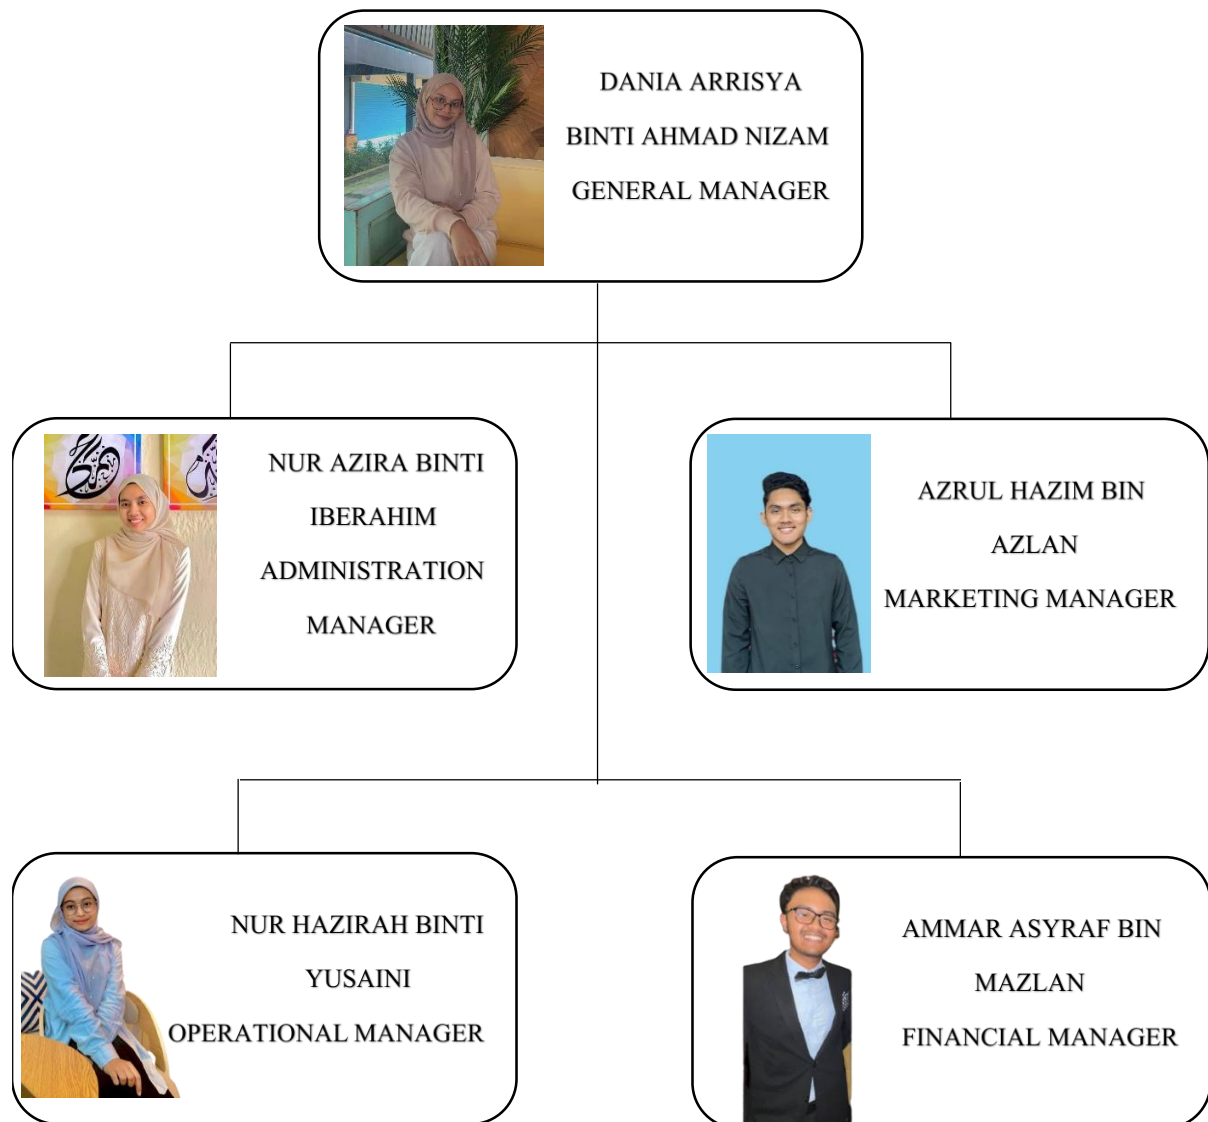 DANIA ARRISYA
BINTI AHMAD NIZAM
GENERAL MANAGER
NUR AZIRA BINTI
IBERAHIM
ADMINISTRATION
MANAGER
AZRUL HAZIM BIN
AZLAN
MARKETING MANAGER
NUR HAZIRAH BINTI
YUSAINI
OPERATIONAL MANAGER
AMMAR ASYRAF BIN
MAZLAN
FINANCIAL MANAGER